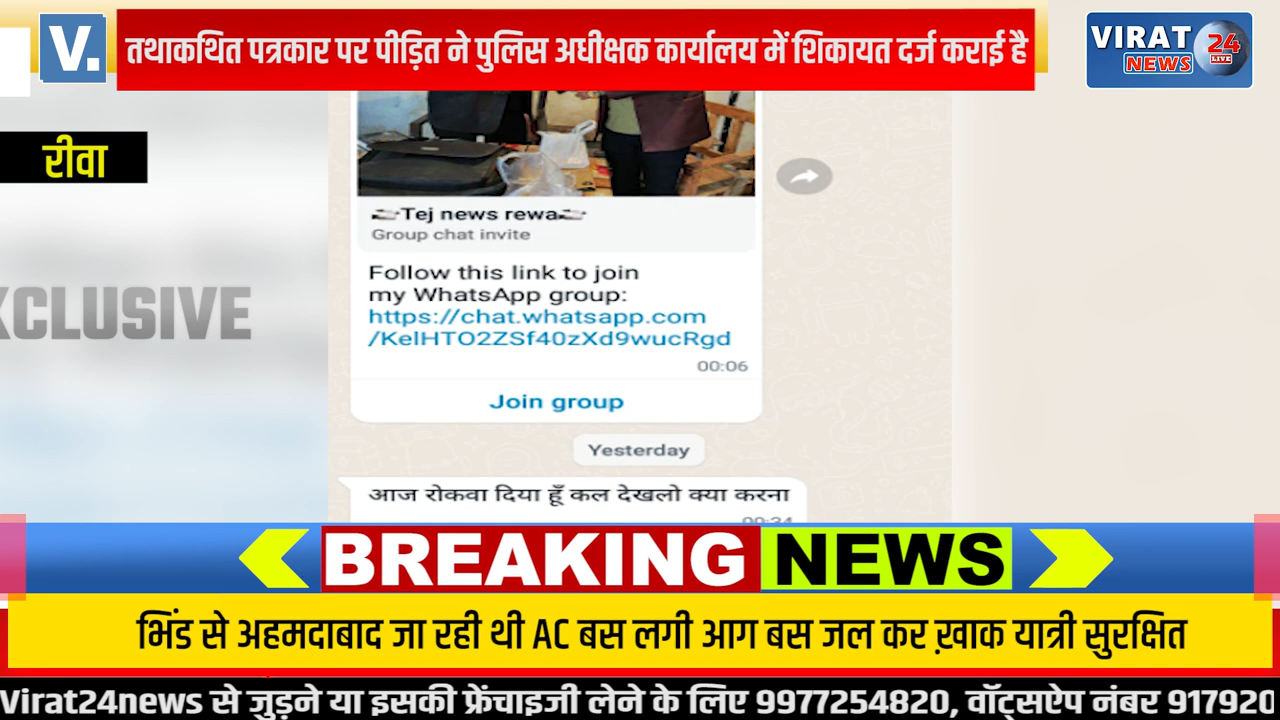 V.
तथाकथित पत्रकार पर पीड़ित ने पुलिस अधीक्षक कार्यालय में शिकायत दर्ज कराई है
VIRAT 24
NEWS LIVE
रीवा
XCLUSIVE
Tej news rewa
Group chat invite
Follow this link to join
my WhatsApp group:
https://chat.whatsapp.com
/KelHTO2ZSf40zXd9wucRgd
00:06
Join group
Yesterday
आज रोकवा दिया हूँ कल देखलो क्या करना
BREAKING NEWS
भिंड से अहमदाबाद जा रही थी AC बस लगी आग बस जल कर ख़ाक यात्री सुरक्षित
Virat24news से जुड़ने या इसकी फ्रेंचाइजी लेने के लिए 9977254820, वॉट्सऐप नंबर 917920